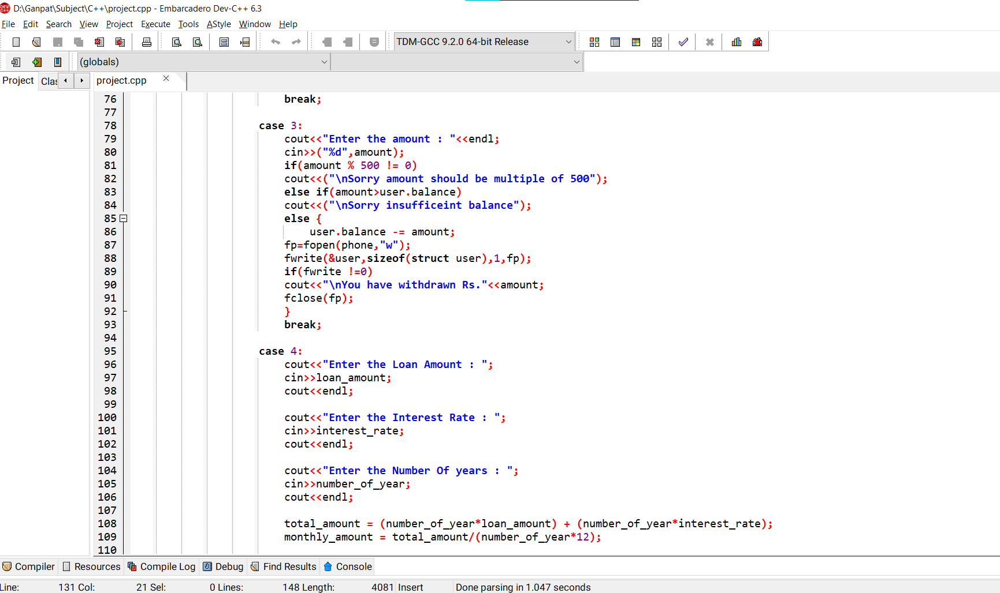 D:\Ganpat\Subject\C++\project.cpp - Embarcadero Dev-C++ 6.3
File Edit Search View Project Execute Tools AStyle Window Help
TDM-GCC 9.2.0 64-bit Release
(globals)
Project Clas project.cpp
76 break;
77
78 case 3:
79 cout<<"Enter the amount : "<<endl;
80 cin>>("%d",amount);
81 if(amount % 500 != 0)
82 cout<<("\nSorry amount should be multiple of 500");
83 else if(amount>user.balance)
84 cout<<("\nSorry insufficeint balance");
85 else {
86 user.balance -= amount;
87 fp=fopen(phone,"w");
88 fwrite(&user,sizeof(struct user),1,fp);
89 if(fwrite !=0)
90 cout<<"\nYou have withdrawn Rs."<<amount;
91 fclose(fp);
92 }
93 break;
94
95 case 4:
96 cout<<"Enter the Loan Amount : ";
97 cin>>loan_amount;
98 cout<<endl;
99
100 cout<<"Enter the Interest Rate : ";
101 cin>>interest_rate;
102 cout<<endl;
103
104 cout<<"Enter the Number Of years : ";
105 cin>>number_of_year;
106 cout<<endl;
107
108 total_amount = (number_of_year*loan_amount) + (number_of_year*interest_rate);
109 monthly_amount = total_amount/(number_of_year*12);
110
Compiler Resources Compile Log Debug Find Results Console
Line: 131 Col: 21 Sel: 0 Lines: 148 Length: 4081 Insert Done parsing in 1.047 seconds